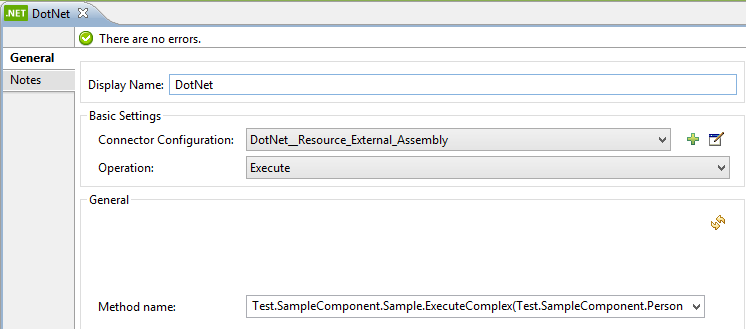 .NET DotNet
There are no errors.
General
Notes
Display Name: DotNet
Basic Settings
Connector Configuration: DotNet__Resource_External_Assembly
Operation: Execute
General
Method name: Test.SampleComponent.Sample.ExecuteComplex(Test.SampleComponent.Person